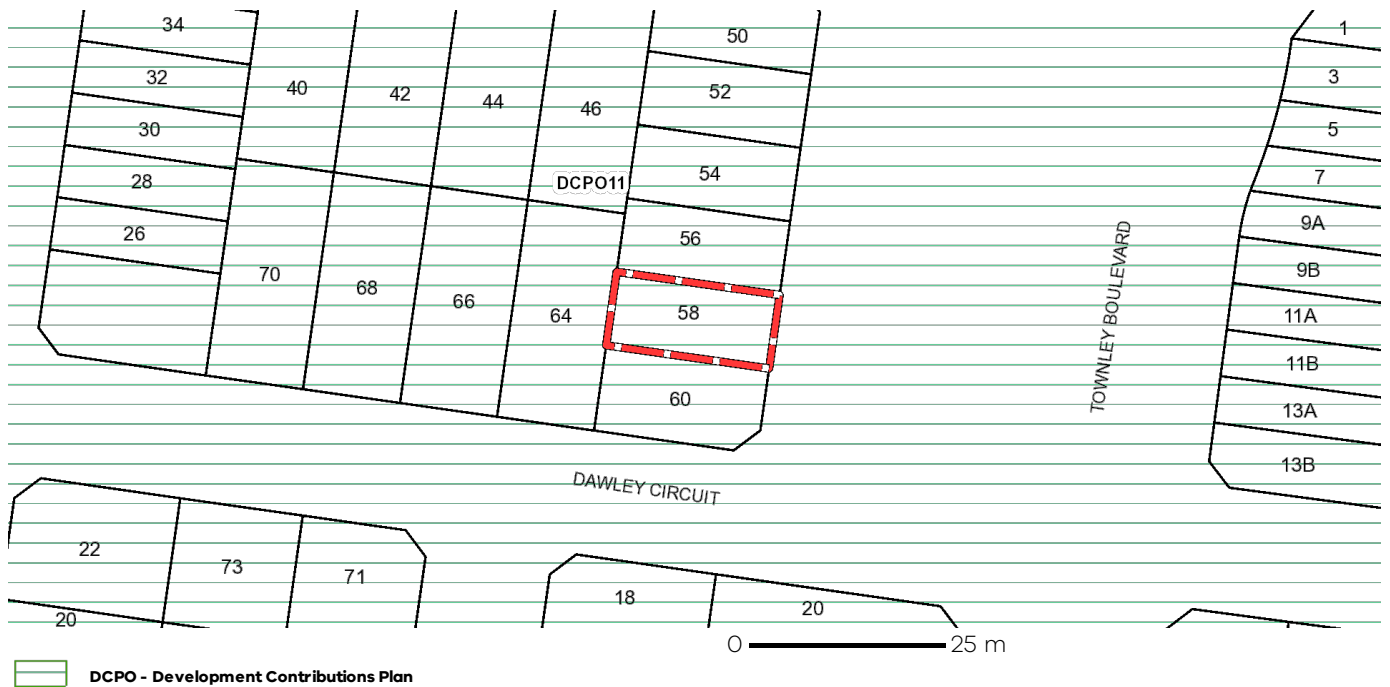 34
50
1
32
40
42
44
46
52
3
30
5
28
DCPO11
54
7
26
56
9A
9B
70
68
66
64
58
TOWNLEY BOULEVARD
11A
11B
60
13A
13B
DAWLEY CIRCUIT
22
73
71
18
20
20
0 25 m
DCPO - Development Contributions Plan